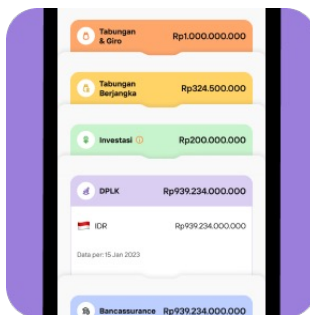 Tabungan
& Giro
Rp1.000.000.000
Tabungan
Berjangka
Rp324.500.000
Investasi
Rp200.000.000
DPLK
Rp939.234.000.000
IDR
Rp939.234.000.000
Data per: 15 Jan 2023
Bancassurance
Rp939.234.000.000